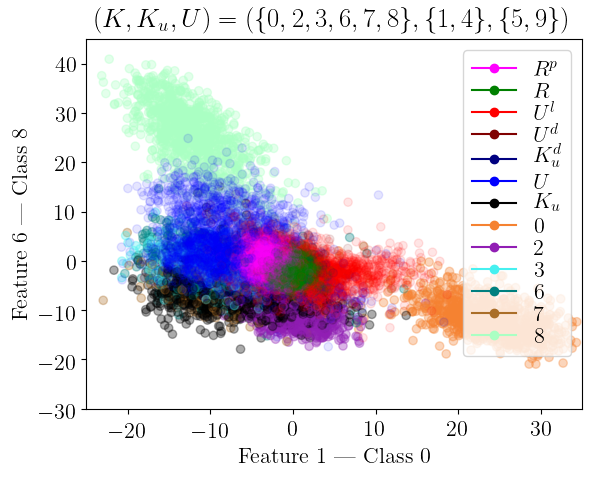 (K, K_u, U) = ({0, 2, 3, 6, 7, 8}, {1, 4}, {5, 9})
40
30
20
10
0
−10
−20
−30
Feature 6 — Class 8
R^p
R
U^l
U^d
K_u^d
U
K_u
0
2
3
6
7
8
−20
−10
0
10
20
30
Feature 1 — Class 0